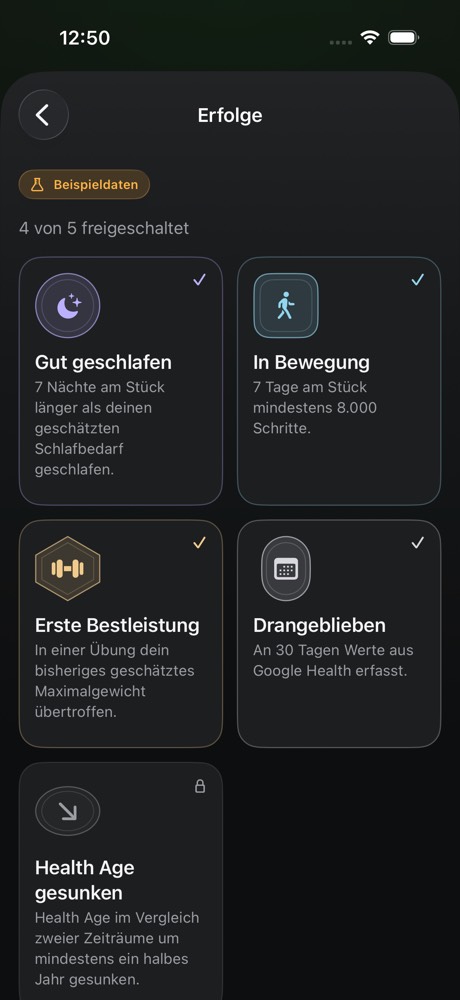 12:50
Erfolge
Beispieldaten
4 von 5 freigeschaltet
Gut geschlafen
7 Nächte am Stück
länger als deinen
geschätzten
Schlafbedarf
geschlafen.
In Bewegung
7 Tage am Stück
mindestens 8.000
Schritte.
Erste Bestleistung
In einer Übung dein
bisheriges geschätztes
Maximalgewicht
übertroffen.
Drangeblieben
An 30 Tagen Werte aus
Google Health erfasst.
Health Age
gesunken
Health Age im Vergleich
zweier Zeiträume um
mindestens ein halbes
Jahr gesunken.